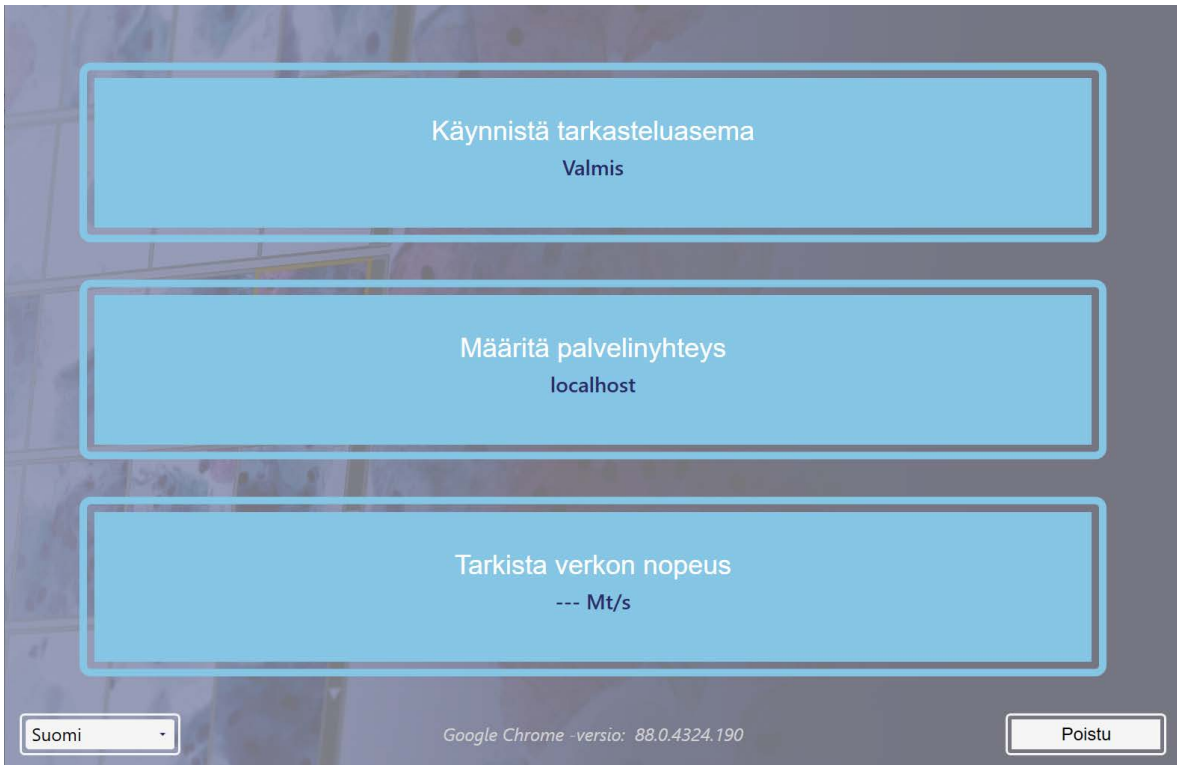 Käynnistä tarkasteluasema
Valmis
Määritä palvelinyhteys
localhost
Tarkista verkon nopeus
--- Mt/s
Suomi
Google Chrome -versio: 88.0.4324.190
Poistu